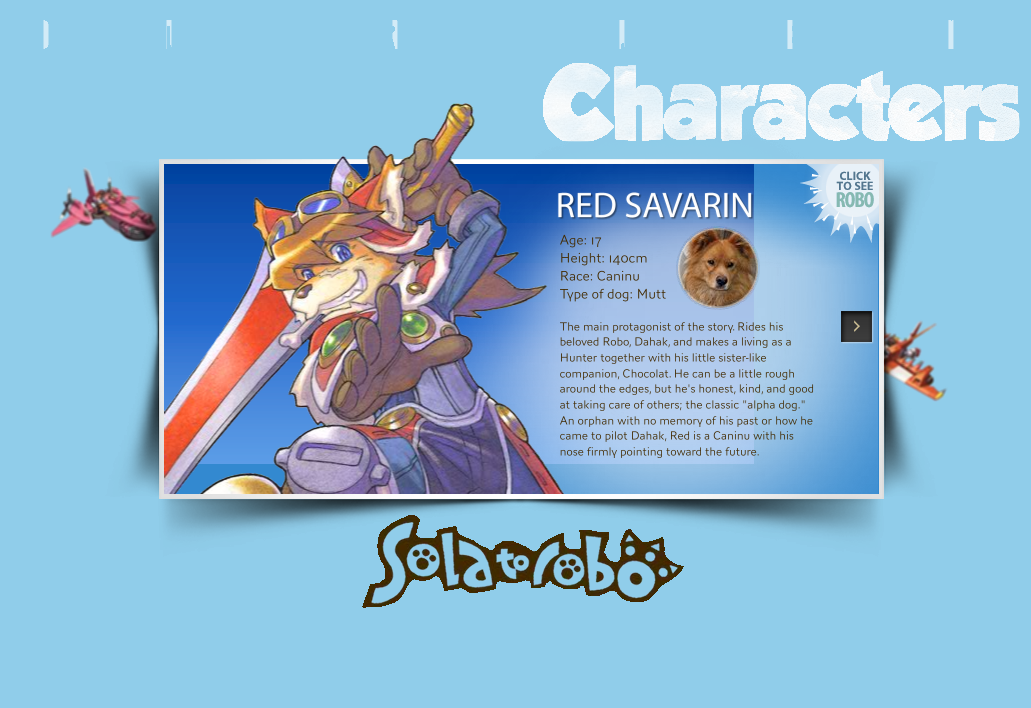 Characters
CLICK
TO SEE
ROBO
RED SAVARIN
Age: 17
Height: 140cm
Race: Caninu
Type of dog: Mutt
The main protagonist of the story. Rides his
beloved Robo, Dahak, and makes a living as a
Hunter together with his little sister-like
companion, Chocolat. He can be a little rough
around the edges, but he's honest, kind, and good
at taking care of others; the classic "alpha dog."
An orphan with no memory of his past or how he
came to pilot Dahak, Red is a Caninu with his
nose firmly pointing toward the future.
Solatorobo